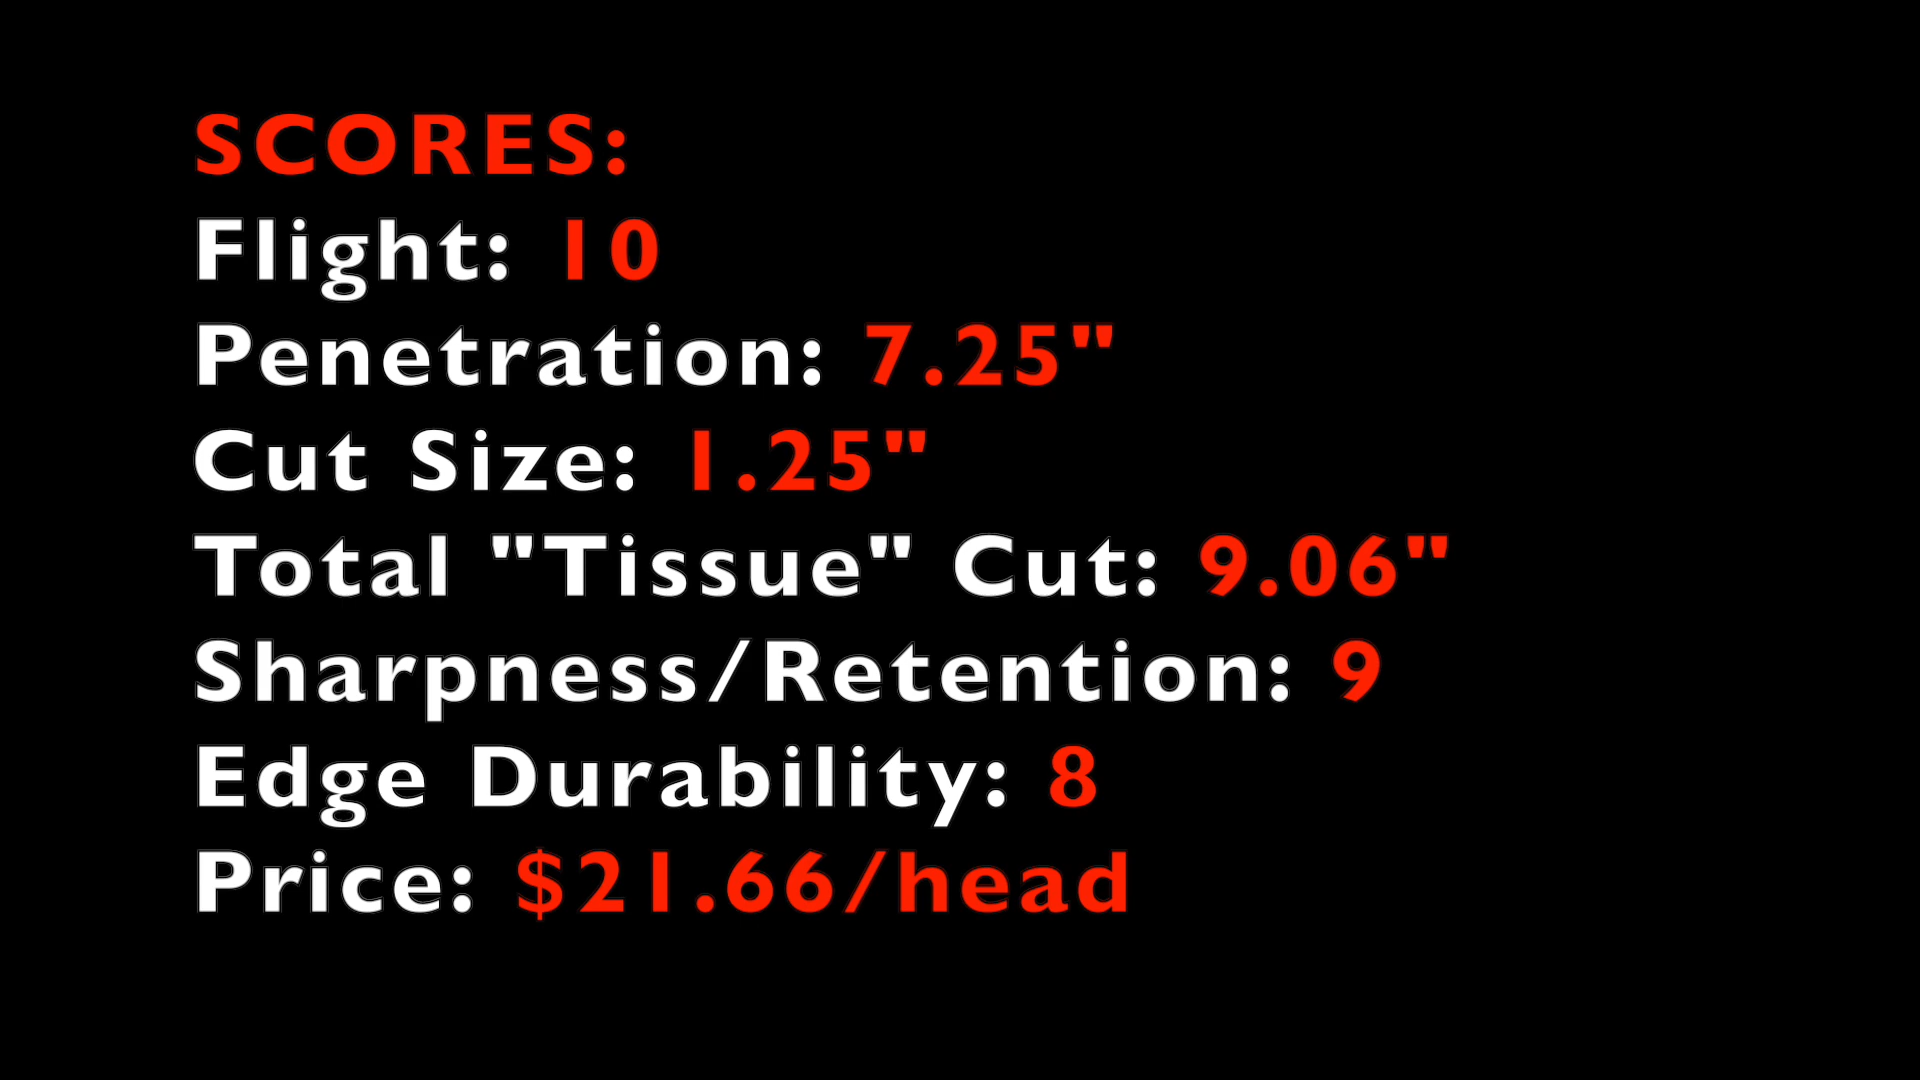 SCORES:
Flight: 10
Penetration: 7.25"
Cut Size: 1.25"
Total "Tissue" Cut: 9.06"
Sharpness/Retention: 9
Edge Durability: 8
Price: $21.66/head